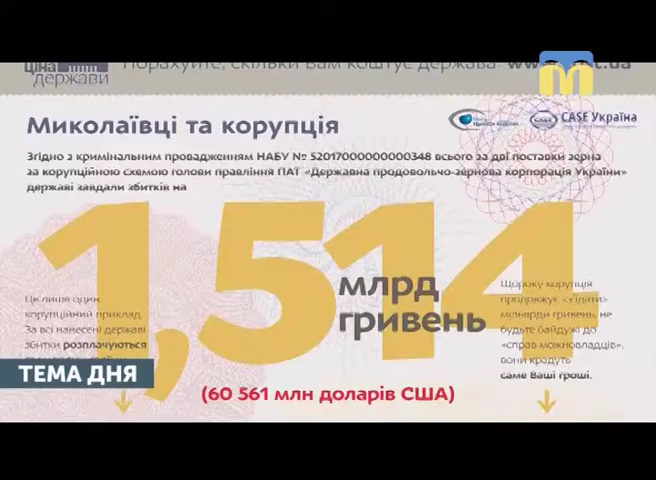 ціна
держави
Порахуйте, скільки вам коштує держава
Миколаївці та корупція
CASE Україна
Згідно з кримінальним провадженням НАБУ № 52017000000000348 всього за дві поставки зерна
за корупційною схемою голови правління ПАТ «Державна продовольчо-зернова корпорація України»
державі завдали збитків на
1,514
млрд
гривень
Це лише один
корупційний приклад.
За всі нанесені державі
збитки розплачуються
Щороку корупція
продовжує «з'їдати»
мільярди гривень, не
будьте байдужі до
«справ можновладців»,
вони крадуть
саме Ваші гроші.
ТЕМА ДНЯ
(60 561 млн доларів США)